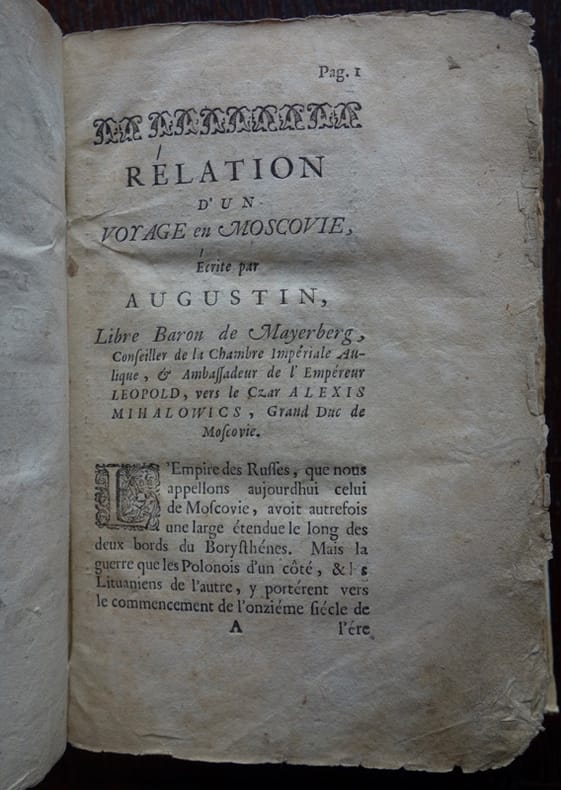 Pag. 1
RÉLATION
D'UN
VOYAGE en MOSCOVIE,
Ecrite par
AUGUSTIN,
Libre Baron de Mayerberg,
Conſeiller de la Chambre Impériale Au-
lique, & Ambaſſadeur de l' Empéreur
LEOPOLD, vers le Czar ALEXIS
MIHALOWICS, Grand Duc de
Moſcovie.
L'Empire des Ruſſes, que nous
appellons aujourdhui celui
de Moſcovie, avoit autrefois
une large étendue le long des
deux bords du Boryſthénes. Mais la
guerre que les Polonois d'un côté, & les
Lituaniens de l'autre, y portérent vers
le commencement de l'onziéme ſiécle de
A l'ére